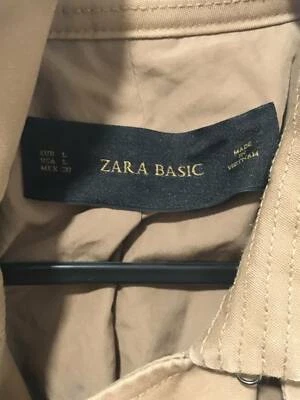 EUR L
USA L
MEX 30
ZARA BASIC
MADE
IN
VIETNAM